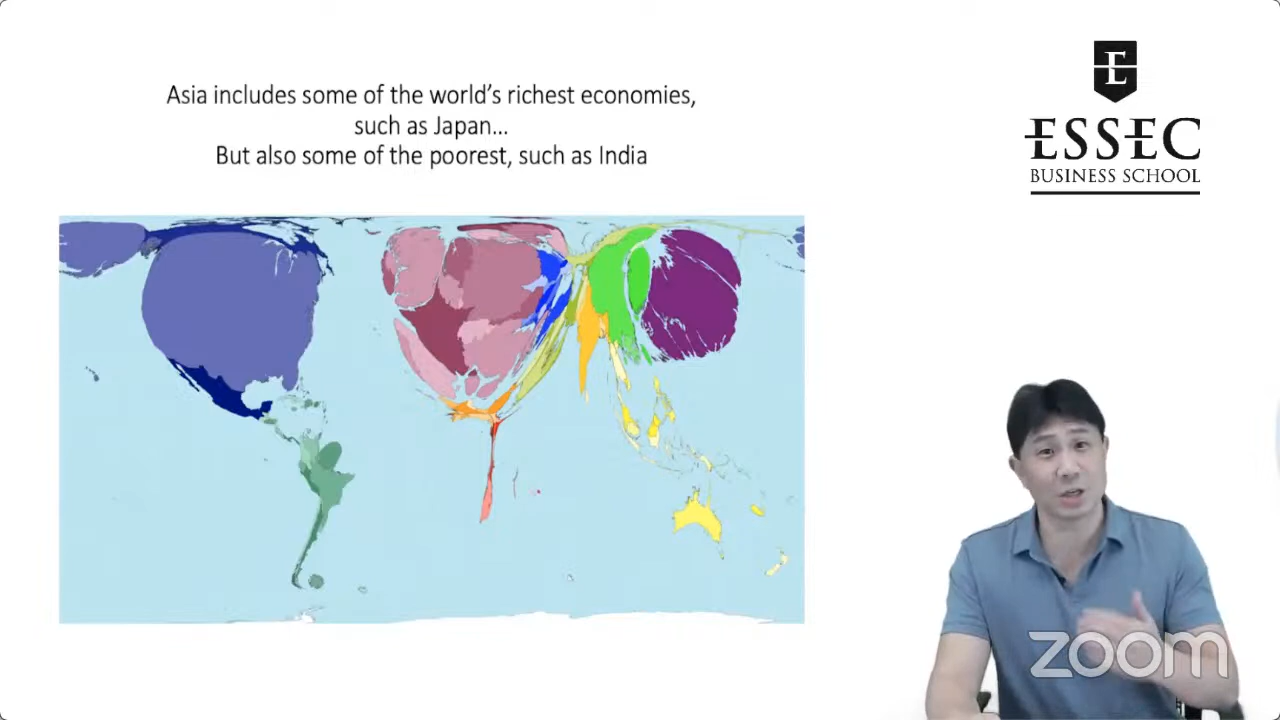 Asia includes some of the world's richest economies,
such as Japan...
But also some of the poorest, such as India
E
ESSEC
BUSINESS SCHOOL
zoom